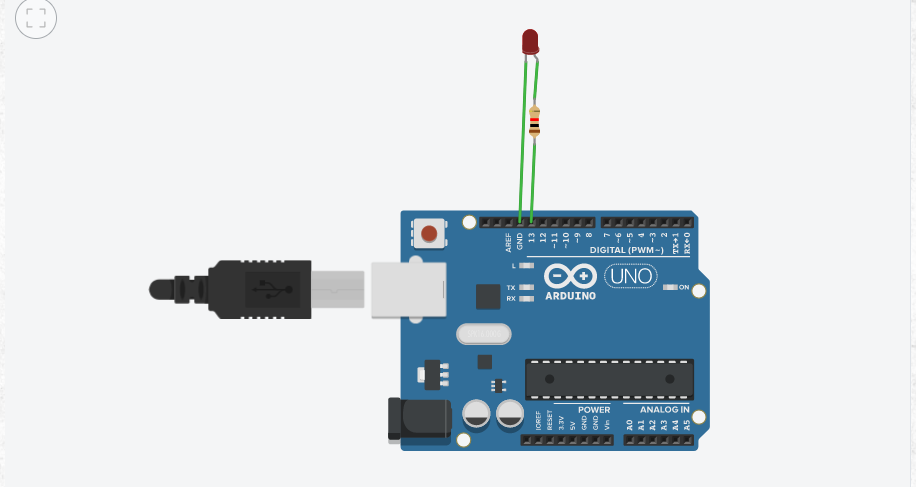 AREF
GND
13
12
~11
~10
~9
8
7
~6
~5
4
~3
2
TX→1
RX←0
DIGITAL (PWM~)
L
TX
RX
ARDUINO
UNO
ON
POWER
ANALOG IN
IOREF
RESET
3.3V
5V
GND
GND
Vin
A0
A1
A2
A3
A4
A5